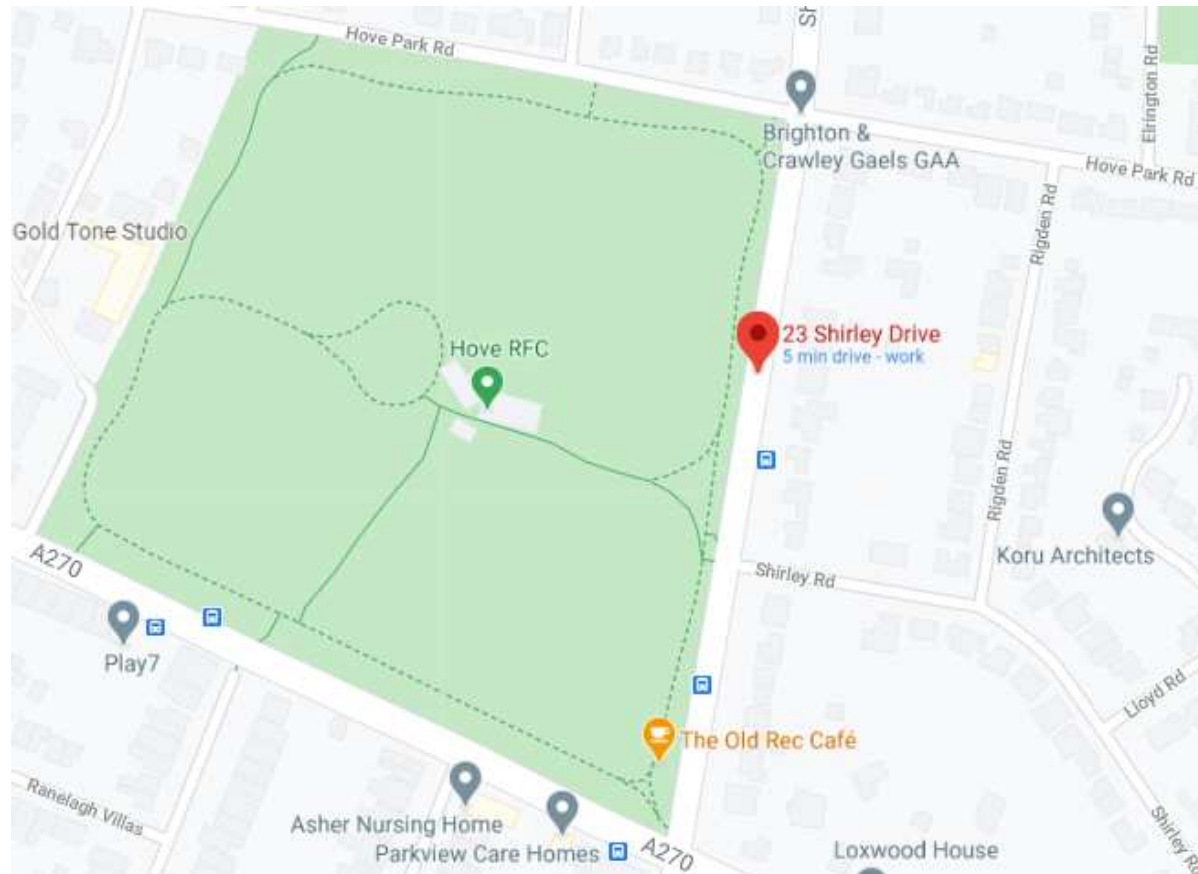 Hove Park Rd
Sh
Brighton &
Crawley Gaels GAA
Elrington Rd
Hove Park Rd
Rigden Rd
Gold Tone Studio
23 Shirley Drive
5 min drive - work
Hove RFC
Rigden Rd
Koru Architects
A270
Shirley Rd
Play7
Lloyd Rd
The Old Rec Café
Ranelagh Villas
Asher Nursing Home
Parkview Care Homes
A270
Loxwood House
Shirley Rd